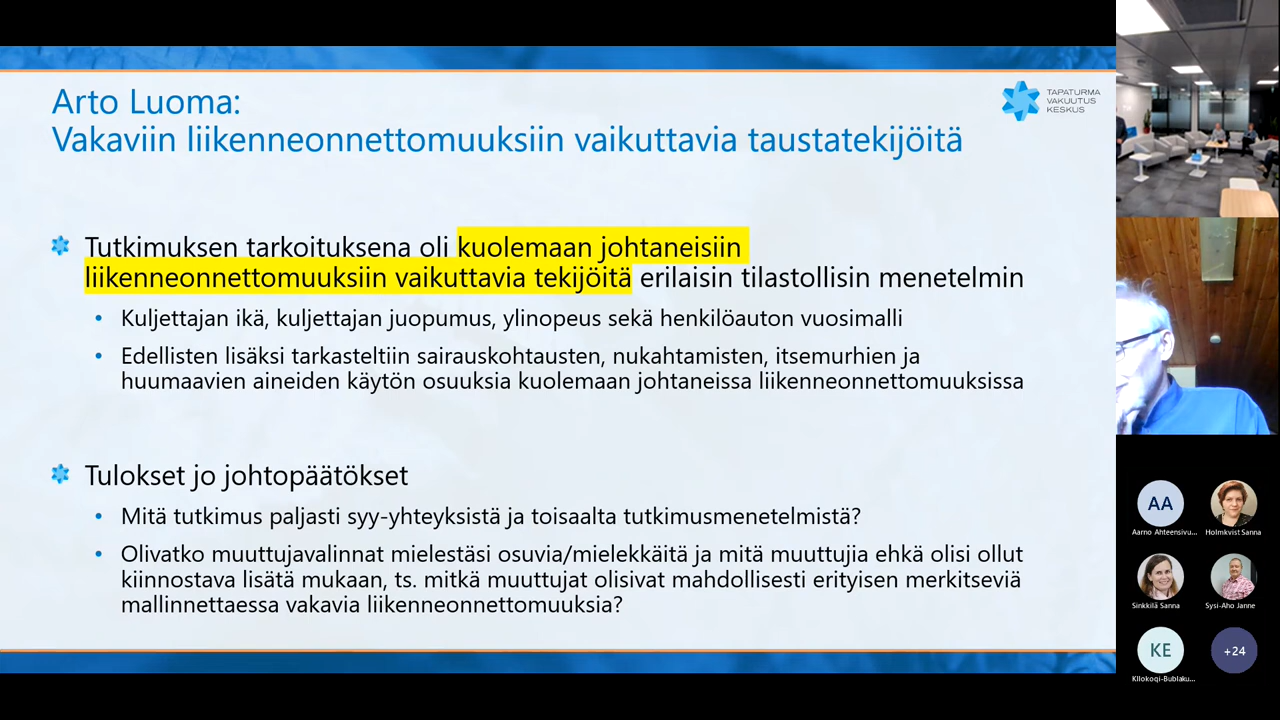 Arto Luoma:
Vakaviin liikenneonnettomuuksiin vaikuttavia taustatekijöitä
TAPATURMA
VAKUUTUS
KESKUS
Tutkimuksen tarkoituksena oli kuolemaan johtaneisiin
liikenneonnettomuuksiin vaikuttavia tekijöitä erilaisin tilastollisin menetelmin
• Kuljettajan ikä, kuljettajan juopumus, ylinopeus sekä henkilöauton vuosimalli
• Edellisten lisäksi tarkasteltiin sairauskohtausten, nukahtamisten, itsemurhien ja
huumaavien aineiden käytön osuuksia kuolemaan johtaneissa liikenneonnettomuuksissa
Tulokset jo johtopäätökset
• Mitä tutkimus paljasti syy-yhteyksistä ja toisaalta tutkimusmenetelmistä?
• Olivatko muuttujavalinnat mielestäsi osuvia/mielekkäitä ja mitä muuttujia ehkä olisi ollut
kiinnostava lisätä mukaan, ts. mitkä muuttujat olisivat mahdollisesti erityisen merkitseviä
mallinnettaessa vakavia liikenneonnettomuuksia?
AA
Aarno Ahteensivu...
Holmkvist Sanna
Sinkkilä Sanna
Sysi-Aho Janne
KE
Kllokoqi-Bublaku...
+24